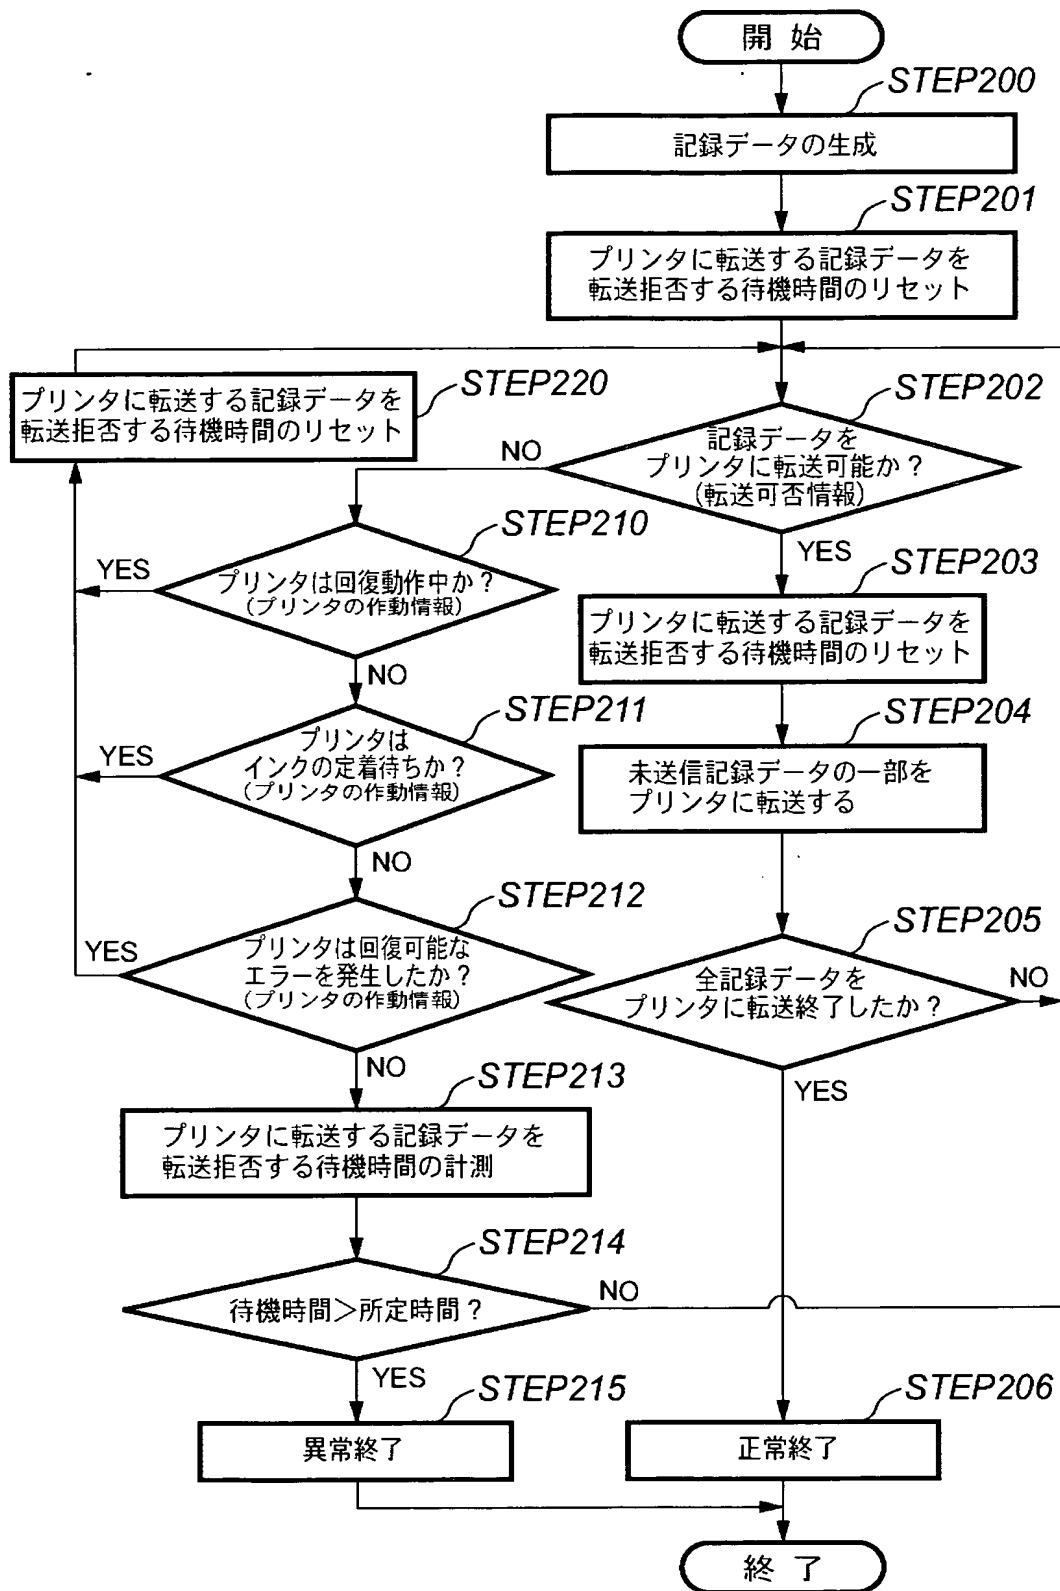 開始
STEP200
記録データの生成
STEP201
プリンタに転送する記録データを
転送拒否する待機時間のリセット
STEP220
プリンタに転送する記録データを
転送拒否する待機時間のリセット
STEP202
記録データを
プリンタに転送可能か?
(転送可否情報)
NO
YES
STEP210
プリンタは回復動作中か?
(プリンタの作動情報)
YES
NO
STEP203
プリンタに転送する記録データを
転送拒否する待機時間のリセット
STEP211
プリンタは
インクの定着待ちか?
(プリンタの作動情報)
YES
NO
STEP204
未送信記録データの一部を
プリンタに転送する
STEP212
プリンタは回復可能な
エラーを発生したか?
(プリンタの作動情報)
YES
NO
STEP205
全記録データを
プリンタに転送終了したか?
NO
YES
STEP213
プリンタに転送する記録データを
転送拒否する待機時間の計測
STEP214
待機時間>所定時間?
NO
YES
STEP215
異常終了
STEP206
正常終了
終了